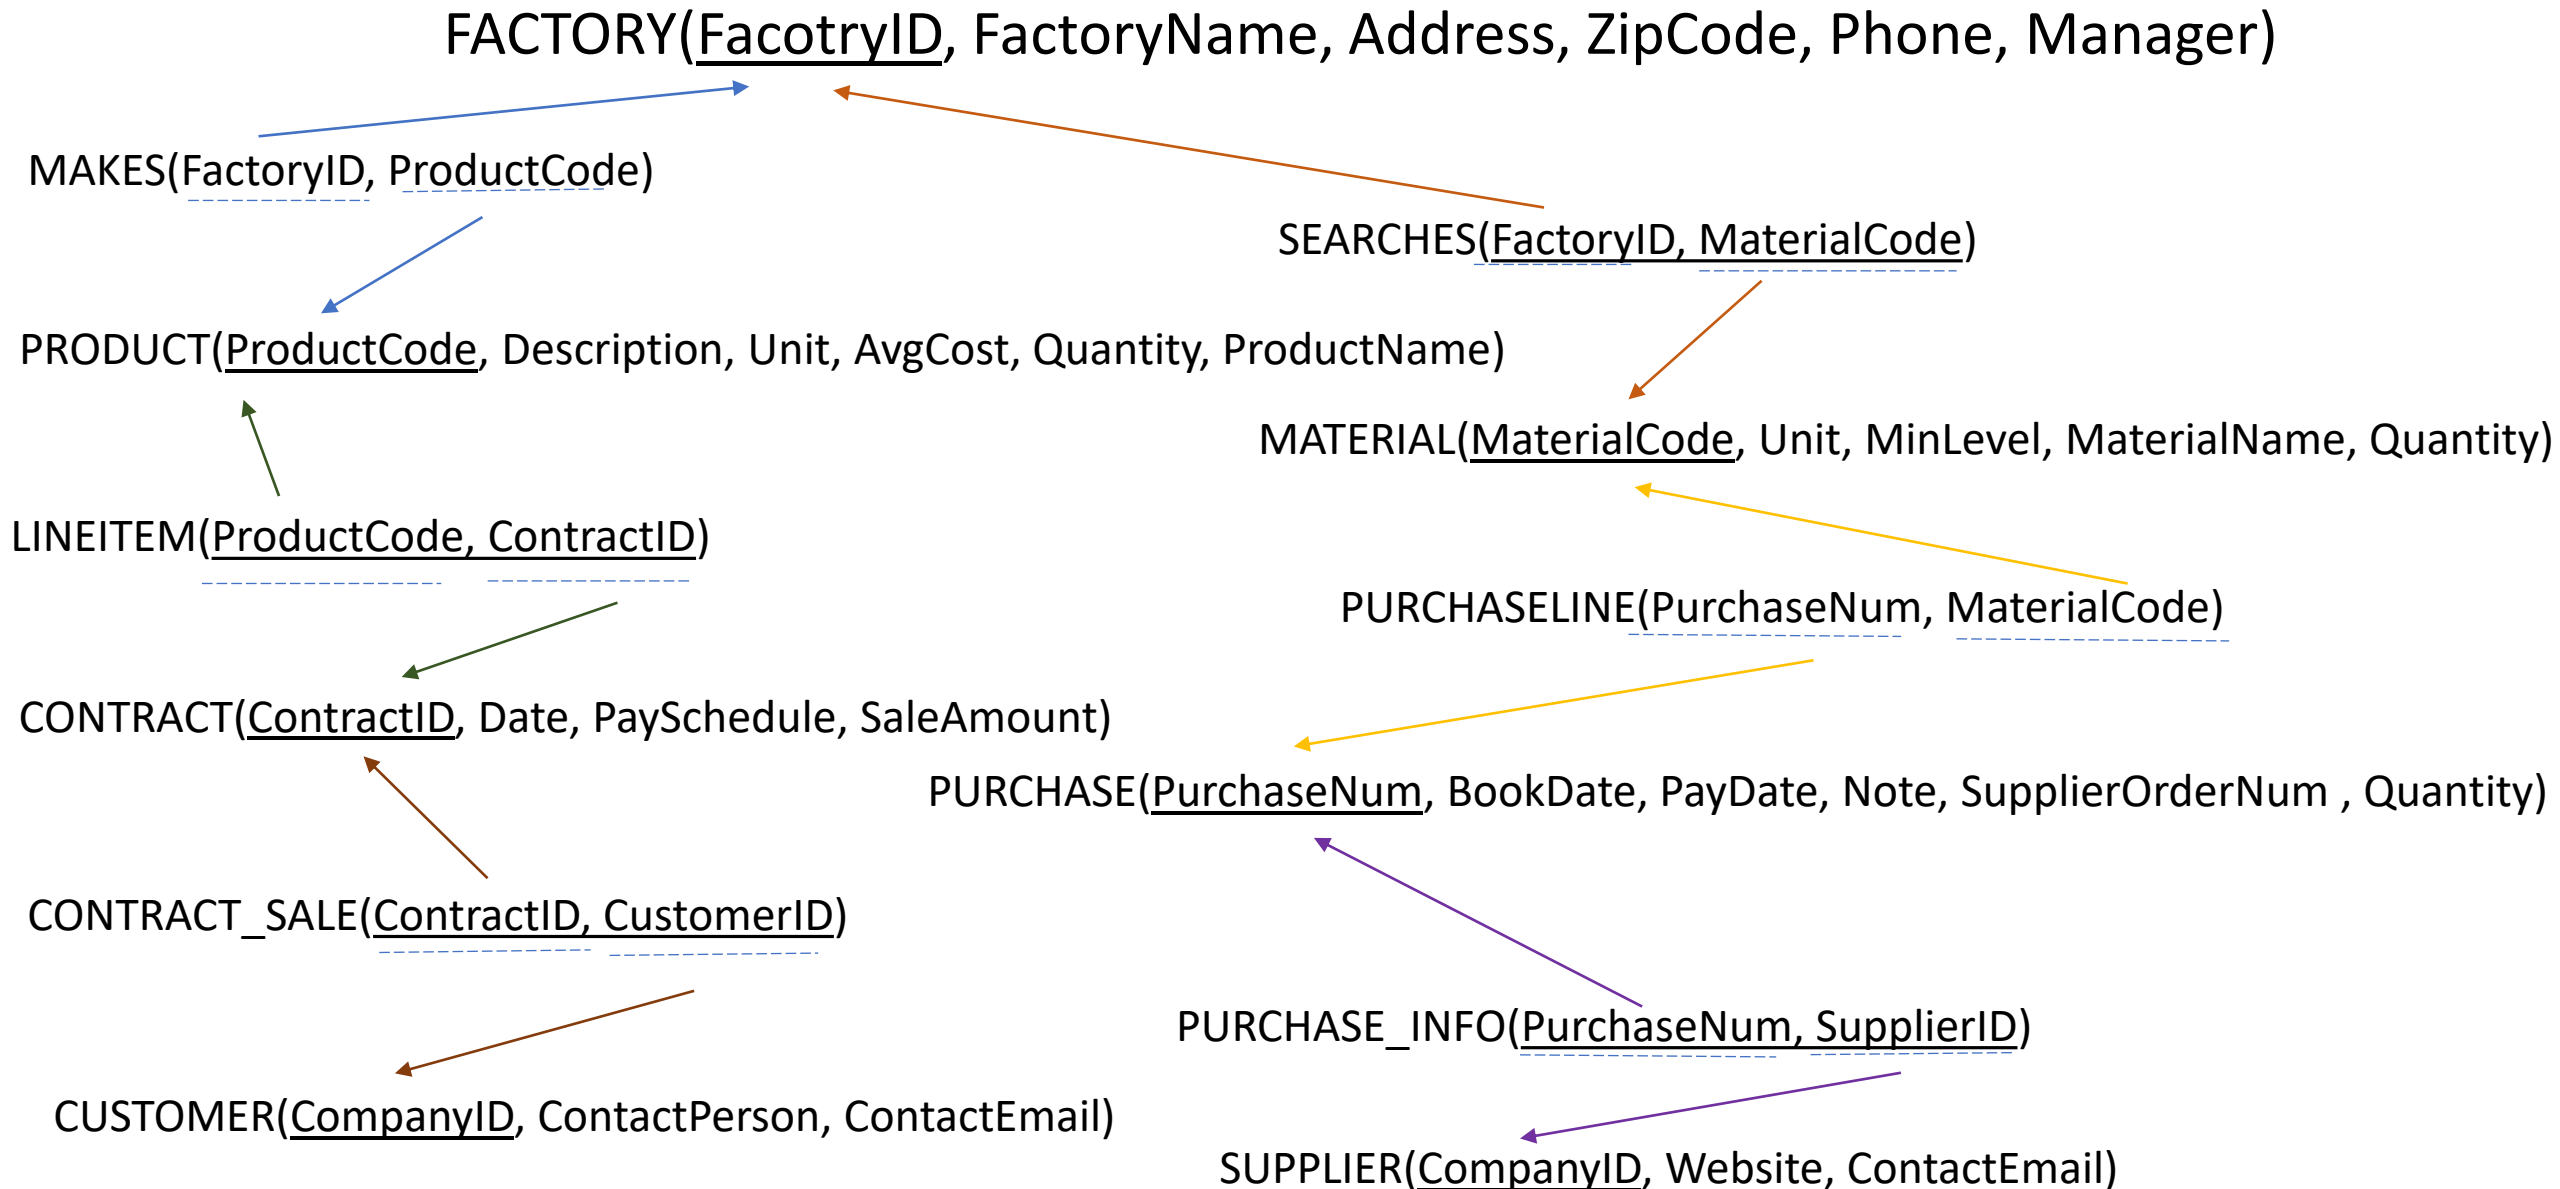 FACTORY(FacotryID, FactoryName, Address, ZipCode, Phone, Manager)
MAKES(FactoryID, ProductCode)
SEARCHES(FactoryID, MaterialCode)
PRODUCT(ProductCode, Description, Unit, AvgCost, Quantity, ProductName)
MATERIAL(MaterialCode, Unit, MinLevel, MaterialName, Quantity)
LINEITEM(ProductCode, ContractID)
PURCHASELINE(PurchaseNum, MaterialCode)
CONTRACT(ContractID, Date, PaySchedule, SaleAmount)
PURCHASE(PurchaseNum, BookDate, PayDate, Note, SupplierOrderNum , Quantity)
CONTRACT_SALE(ContractID, CustomerID)
PURCHASE_INFO(PurchaseNum, SupplierID)
CUSTOMER(CompanyID, ContactPerson, ContactEmail)
SUPPLIER(CompanyID, Website, ContactEmail)